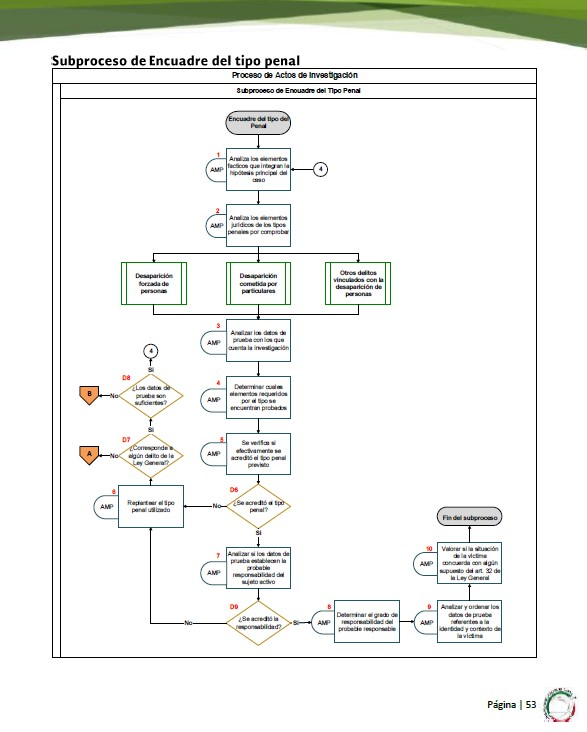 Subproceso de Encuadre del tipo penal
Proceso de Actos de Investigación
Subproceso de Encuadre del Tipo Penal
Encuadre del tipo del
Penal
1
AMP
Analiza los elementos
fácticos que integran la
hipótesis principal del
caso
4
2
AMP
Analiza los elementos
jurídicos de los tipos
penales por comprobar
Desaparición
forzada de
personas
Desaparición
cometida por
particulares
Otros delitos
vinculados con la
desaparición de
personas
3
AMP
Analizar los datos de
prueba con los que
cuenta la investigación
4
Si
D8
¿Los datos de
prueba son
suficientes?
No
B
4
AMP
Determinar cuales
elementos requeridos
por el tipo se
encuentran probados
Si
D7
¿Corresponde a
algún delito de la
Ley General?
No
A
5
AMP
Se verifica si
efectivamente se
acreditó el tipo penal
previsto
6
AMP
Replantear el tipo
penal utilizado
No
D6
¿Se acreditó el tipo
penal?
Si
Fin del subproceso
7
AMP
Analizar si los datos de
prueba establecen la
probable
responsabilidad del
sujeto activo
10
AMP
Valorar si la situación
de la víctima
concuerda con algún
supuesto del art. 32 de
la Ley General
D9
¿Se acreditó la
responsabilidad?
No
Si
8
AMP
Determinar el grado de
responsabilidad del
probable responsable
9
AMP
Analizar y ordenar los
datos de prueba
referentes a la
identidad y contexto de
la víctima
Página | 53